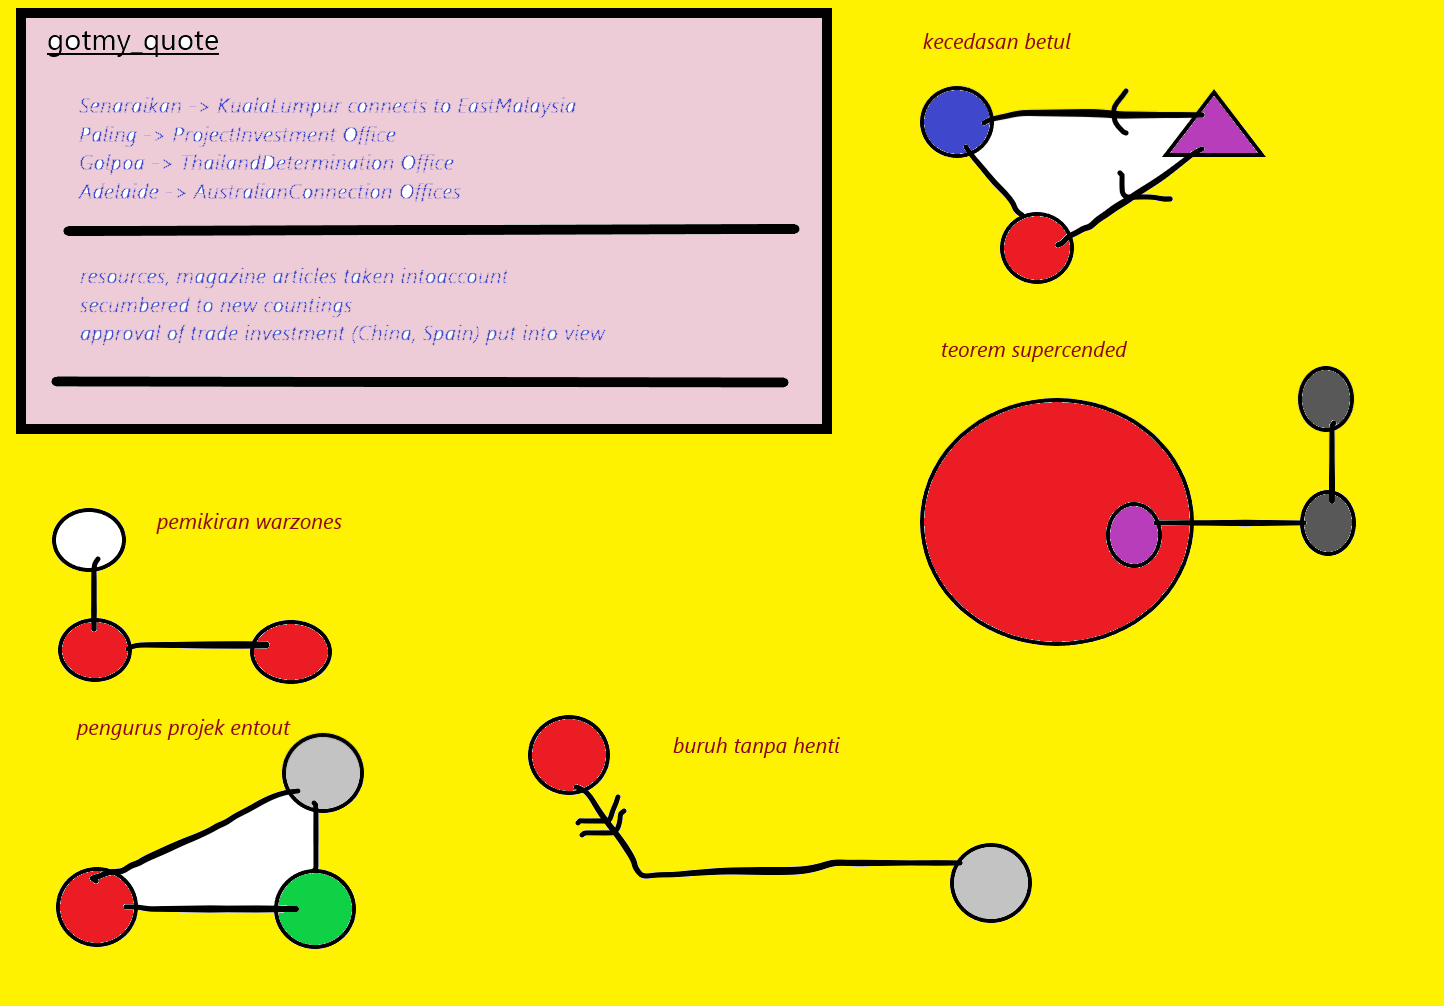 gotmy_quote
Senaraikan -> KualaLumpur connects to EastMalaysia
Paling -> ProjectInvestment Office
Golpoa -> ThailandDetermination Office
Adelaide -> AustralianConnection Offices
resources, magazine articles taken intoaccount
secumbered to new countings
approval of trade investment (China, Spain) put into view
kecedasan betul
teorem supercended
pemikiran warzones
pengurus projek entout
buruh tanpa henti